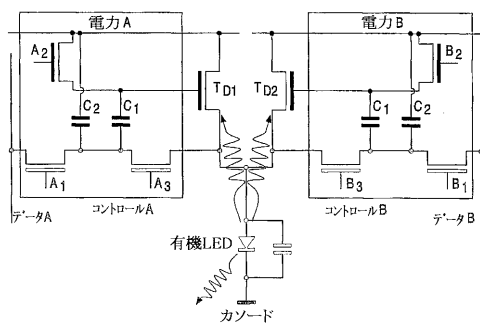 電力A
電力B
A2
B2
TD1
TD2
C2
C1
C1
C2
A1
A3
B3
B1
データA
コントロールA
コントロールB
データB
有機LED
カソード